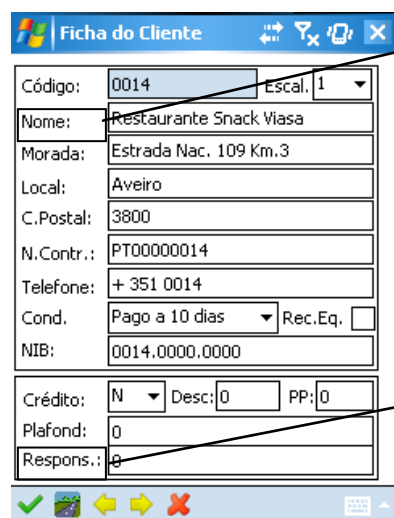 Ficha do Cliente
Código: 0014 Escal. 1
Nome: Restaurante Snack Viasa
Morada: Estrada Nac. 109 Km.3
Local: Aveiro
C.Postal: 3800
N.Contr.: PT00000014
Telefone: + 351 0014
Cond. Pago a 10 dias Rec.Eq.
NIB: 0014.0000.0000
Crédito: N Desc: 0 PP: 0
Plafond: 0
Respons.: 0